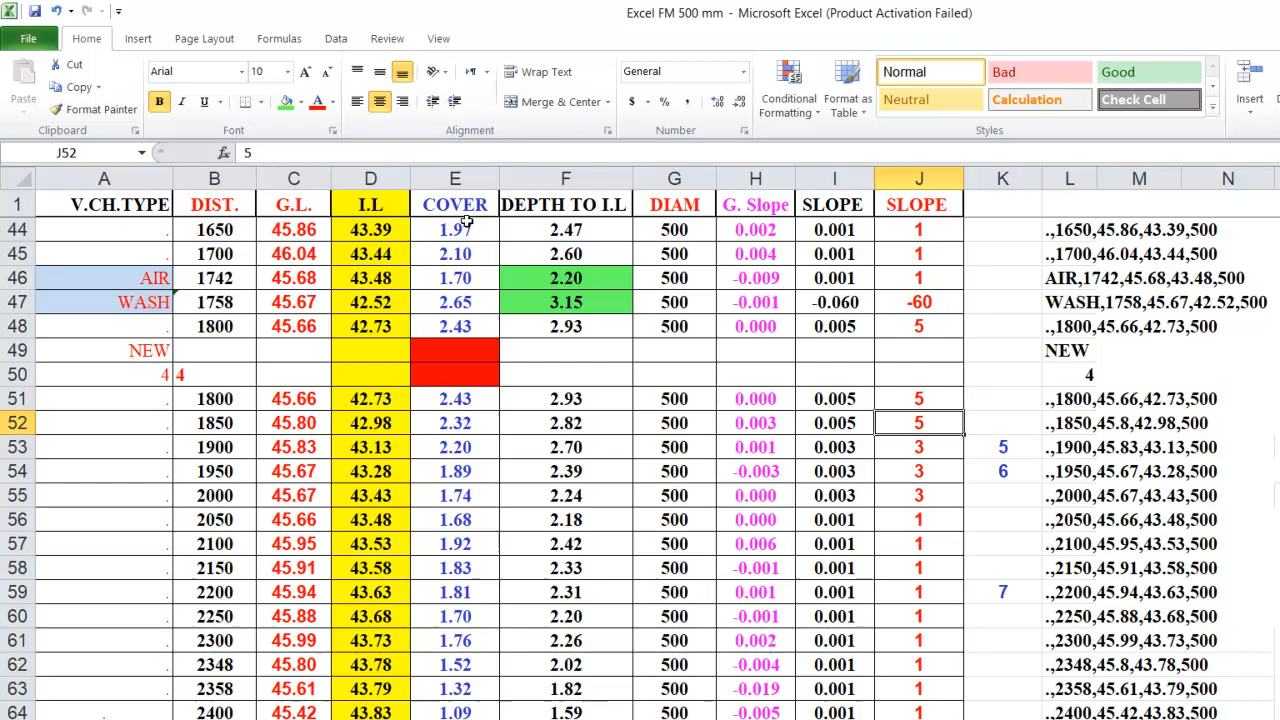 Excel FM 500 mm - Microsoft Excel (Product Activation Failed)
File Home Insert Page Layout Formulas Data Review View
Cut
Copy
Format Painter
Paste
Clipboard
Arial 10
B I U
Font
Wrap Text
Merge & Center
Alignment
General
$ % ,
Number
Conditional Formatting
Format as Table
Normal Bad Good
Neutral Calculation Check Cell
Styles
Insert
J52 fx 5
A B C D E F G H I J K L M N
1 V.CH.TYPE DIST. G.L. I.L COVER DEPTH TO I.L DIAM G. Slope SLOPE SLOPE
44 . 1650 45.86 43.39 1.97 2.47 500 0.002 0.001 1 .,1650,45.86,43.39,500
45 . 1700 46.04 43.44 2.10 2.60 500 0.004 0.001 1 .,1700,46.04,43.44,500
46 AIR 1742 45.68 43.48 1.70 2.20 500 -0.009 0.001 1 AIR,1742,45.68,43.48,500
47 WASH 1758 45.67 42.52 2.65 3.15 500 -0.001 -0.060 -60 WASH,1758,45.67,42.52,500
48 . 1800 45.66 42.73 2.43 2.93 500 0.000 0.005 5 .,1800,45.66,42.73,500
49 NEW NEW
50 4 4 4
51 . 1800 45.66 42.73 2.43 2.93 500 0.000 0.005 5 .,1800,45.66,42.73,500
52 . 1850 45.80 42.98 2.32 2.82 500 0.003 0.005 5 .,1850,45.8,42.98,500
53 . 1900 45.83 43.13 2.20 2.70 500 0.001 0.003 3 5 .,1900,45.83,43.13,500
54 . 1950 45.67 43.28 1.89 2.39 500 -0.003 0.003 3 6 .,1950,45.67,43.28,500
55 . 2000 45.67 43.43 1.74 2.24 500 0.000 0.003 3 .,2000,45.67,43.43,500
56 . 2050 45.66 43.48 1.68 2.18 500 0.000 0.001 1 .,2050,45.66,43.48,500
57 . 2100 45.95 43.53 1.92 2.42 500 0.006 0.001 1 .,2100,45.95,43.53,500
58 . 2150 45.91 43.58 1.83 2.33 500 -0.001 0.001 1 .,2150,45.91,43.58,500
59 . 2200 45.94 43.63 1.81 2.31 500 0.001 0.001 1 7 .,2200,45.94,43.63,500
60 . 2250 45.88 43.68 1.70 2.20 500 -0.001 0.001 1 .,2250,45.88,43.68,500
61 . 2300 45.99 43.73 1.76 2.26 500 0.002 0.001 1 .,2300,45.99,43.73,500
62 . 2348 45.80 43.78 1.52 2.02 500 -0.004 0.001 1 .,2348,45.8,43.78,500
63 . 2358 45.61 43.79 1.32 1.82 500 -0.019 0.001 1 .,2358,45.61,43.79,500
64 . 2400 45.42 43.83 1.09 1.59 500 -0.005 0.001 1 .,2400,45.42,43.83,500